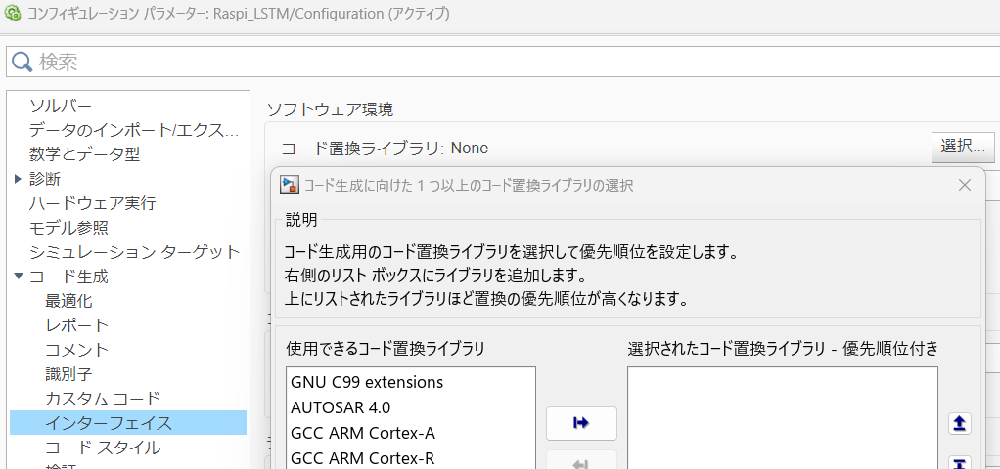 コンフィギュレーション パラメーター: Raspi_LSTM/Configuration (アクティブ)
検索
ソルバー
データのインポート/エクス...
数学とデータ型
診断
ハードウェア実行
モデル参照
シミュレーション ターゲット
コード生成
最適化
レポート
コメント
識別子
カスタム コード
インターフェイス
コード スタイル
ソフトウェア環境
コード置換ライブラリ: None
選択...
コード生成に向けた 1 つ以上のコード置換ライブラリの選択
説明
コード生成用のコード置換ライブラリを選択して優先順位を設定します。
右側のリスト ボックスにライブラリを追加します。
上にリストされたライブラリほど置換の優先順位が高くなります。
使用できるコード置換ライブラリ
GNU C99 extensions
AUTOSAR 4.0
GCC ARM Cortex-A
GCC ARM Cortex-R
選択されたコード置換ライブラリ - 優先順位付き